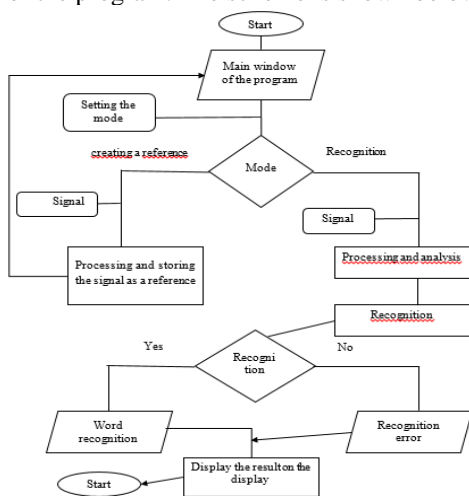 Start
Main window
of the program
Setting the
mode
creating a reference
Mode
Recognition
Signal
Signal
Processing and storing
the signal as a reference
Processing and analysis
Recognition
Yes
Recogni
tion
No
Word
recognition
Recognition
error
Display the result on the
display
Start